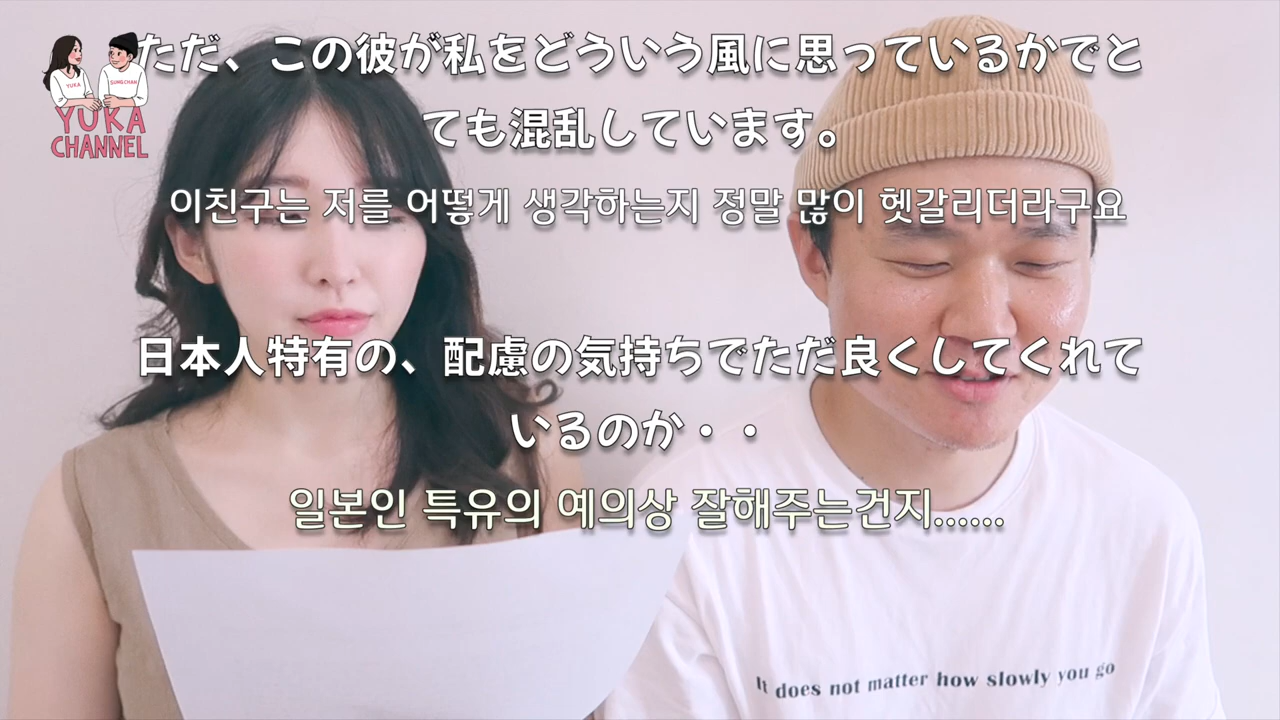 ただ、この彼が私をどういう風に思っているかでと
ても混乱しています。
이친구는 저를 어떻게 생각하는지 정말 많이 헷갈리더라구요
日本人特有の、配慮の気持ちでただ良くしてくれて
いるのか・・
일본인 특유의 예의상 잘해주는건지......
YUKA
SUNGCHAN
YUKA
CHANNEL
It does not matter how slowly you go